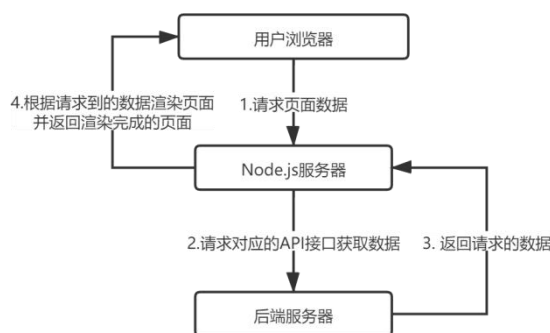 用户浏览器
4.根据请求到的数据渲染页面
并返回渲染完成的页面
1.请求页面数据
Node.js服务器
2.请求对应的API接口获取数据
3. 返回请求的数据
后端服务器